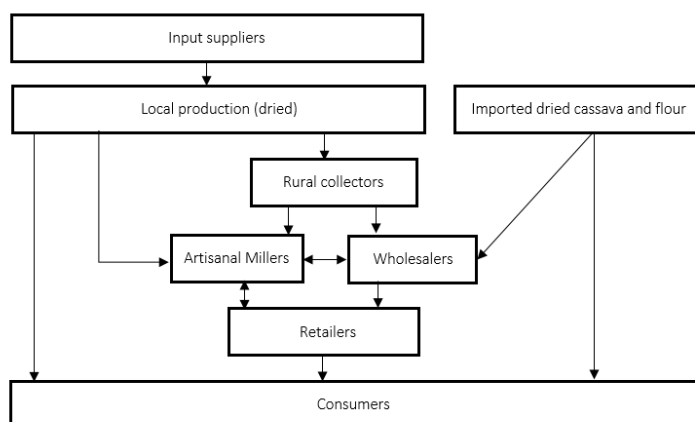 Input suppliers
Local production (dried)
Imported dried cassava and flour
Rural collectors
Artisanal Millers
Wholesalers
Retailers
Consumers